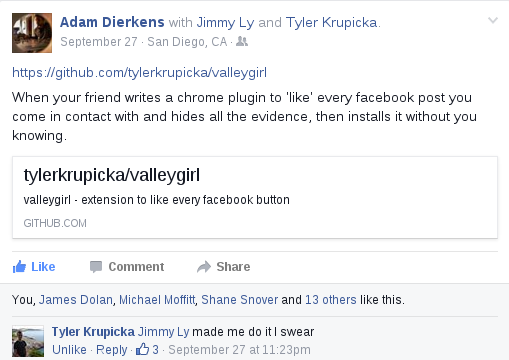 Adam Dierkens with Jimmy Ly and Tyler Krupicka.
September 27 · San Diego, CA ·
https://github.com/tylerkrupicka/valleygirl
When your friend writes a chrome plugin to 'like' every facebook post you
come in contact with and hides all the evidence, then installs it without you
knowing.
tylerkrupicka/valleygirl
valleygirl - extension to like every facebook button
GITHUB.COM
Like Comment Share
You, James Dolan, Michael Moffitt, Shane Snover and 13 others like this.
Tyler Krupicka Jimmy Ly made me do it I swear
Unlike · Reply · 3 · September 27 at 11:23pm